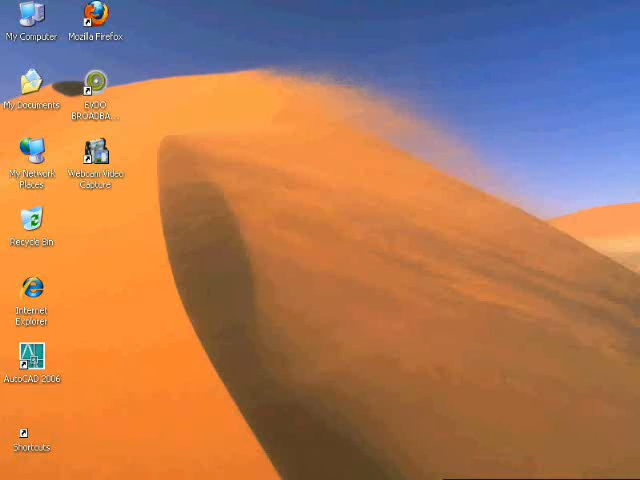 My Computer
Mozilla Firefox
My Documents
EVDO
BROADBA...
My Network
Places
Webcam Video
Capture
Recycle Bin
Internet
Explorer
AutoCAD 2006
Shortcuts